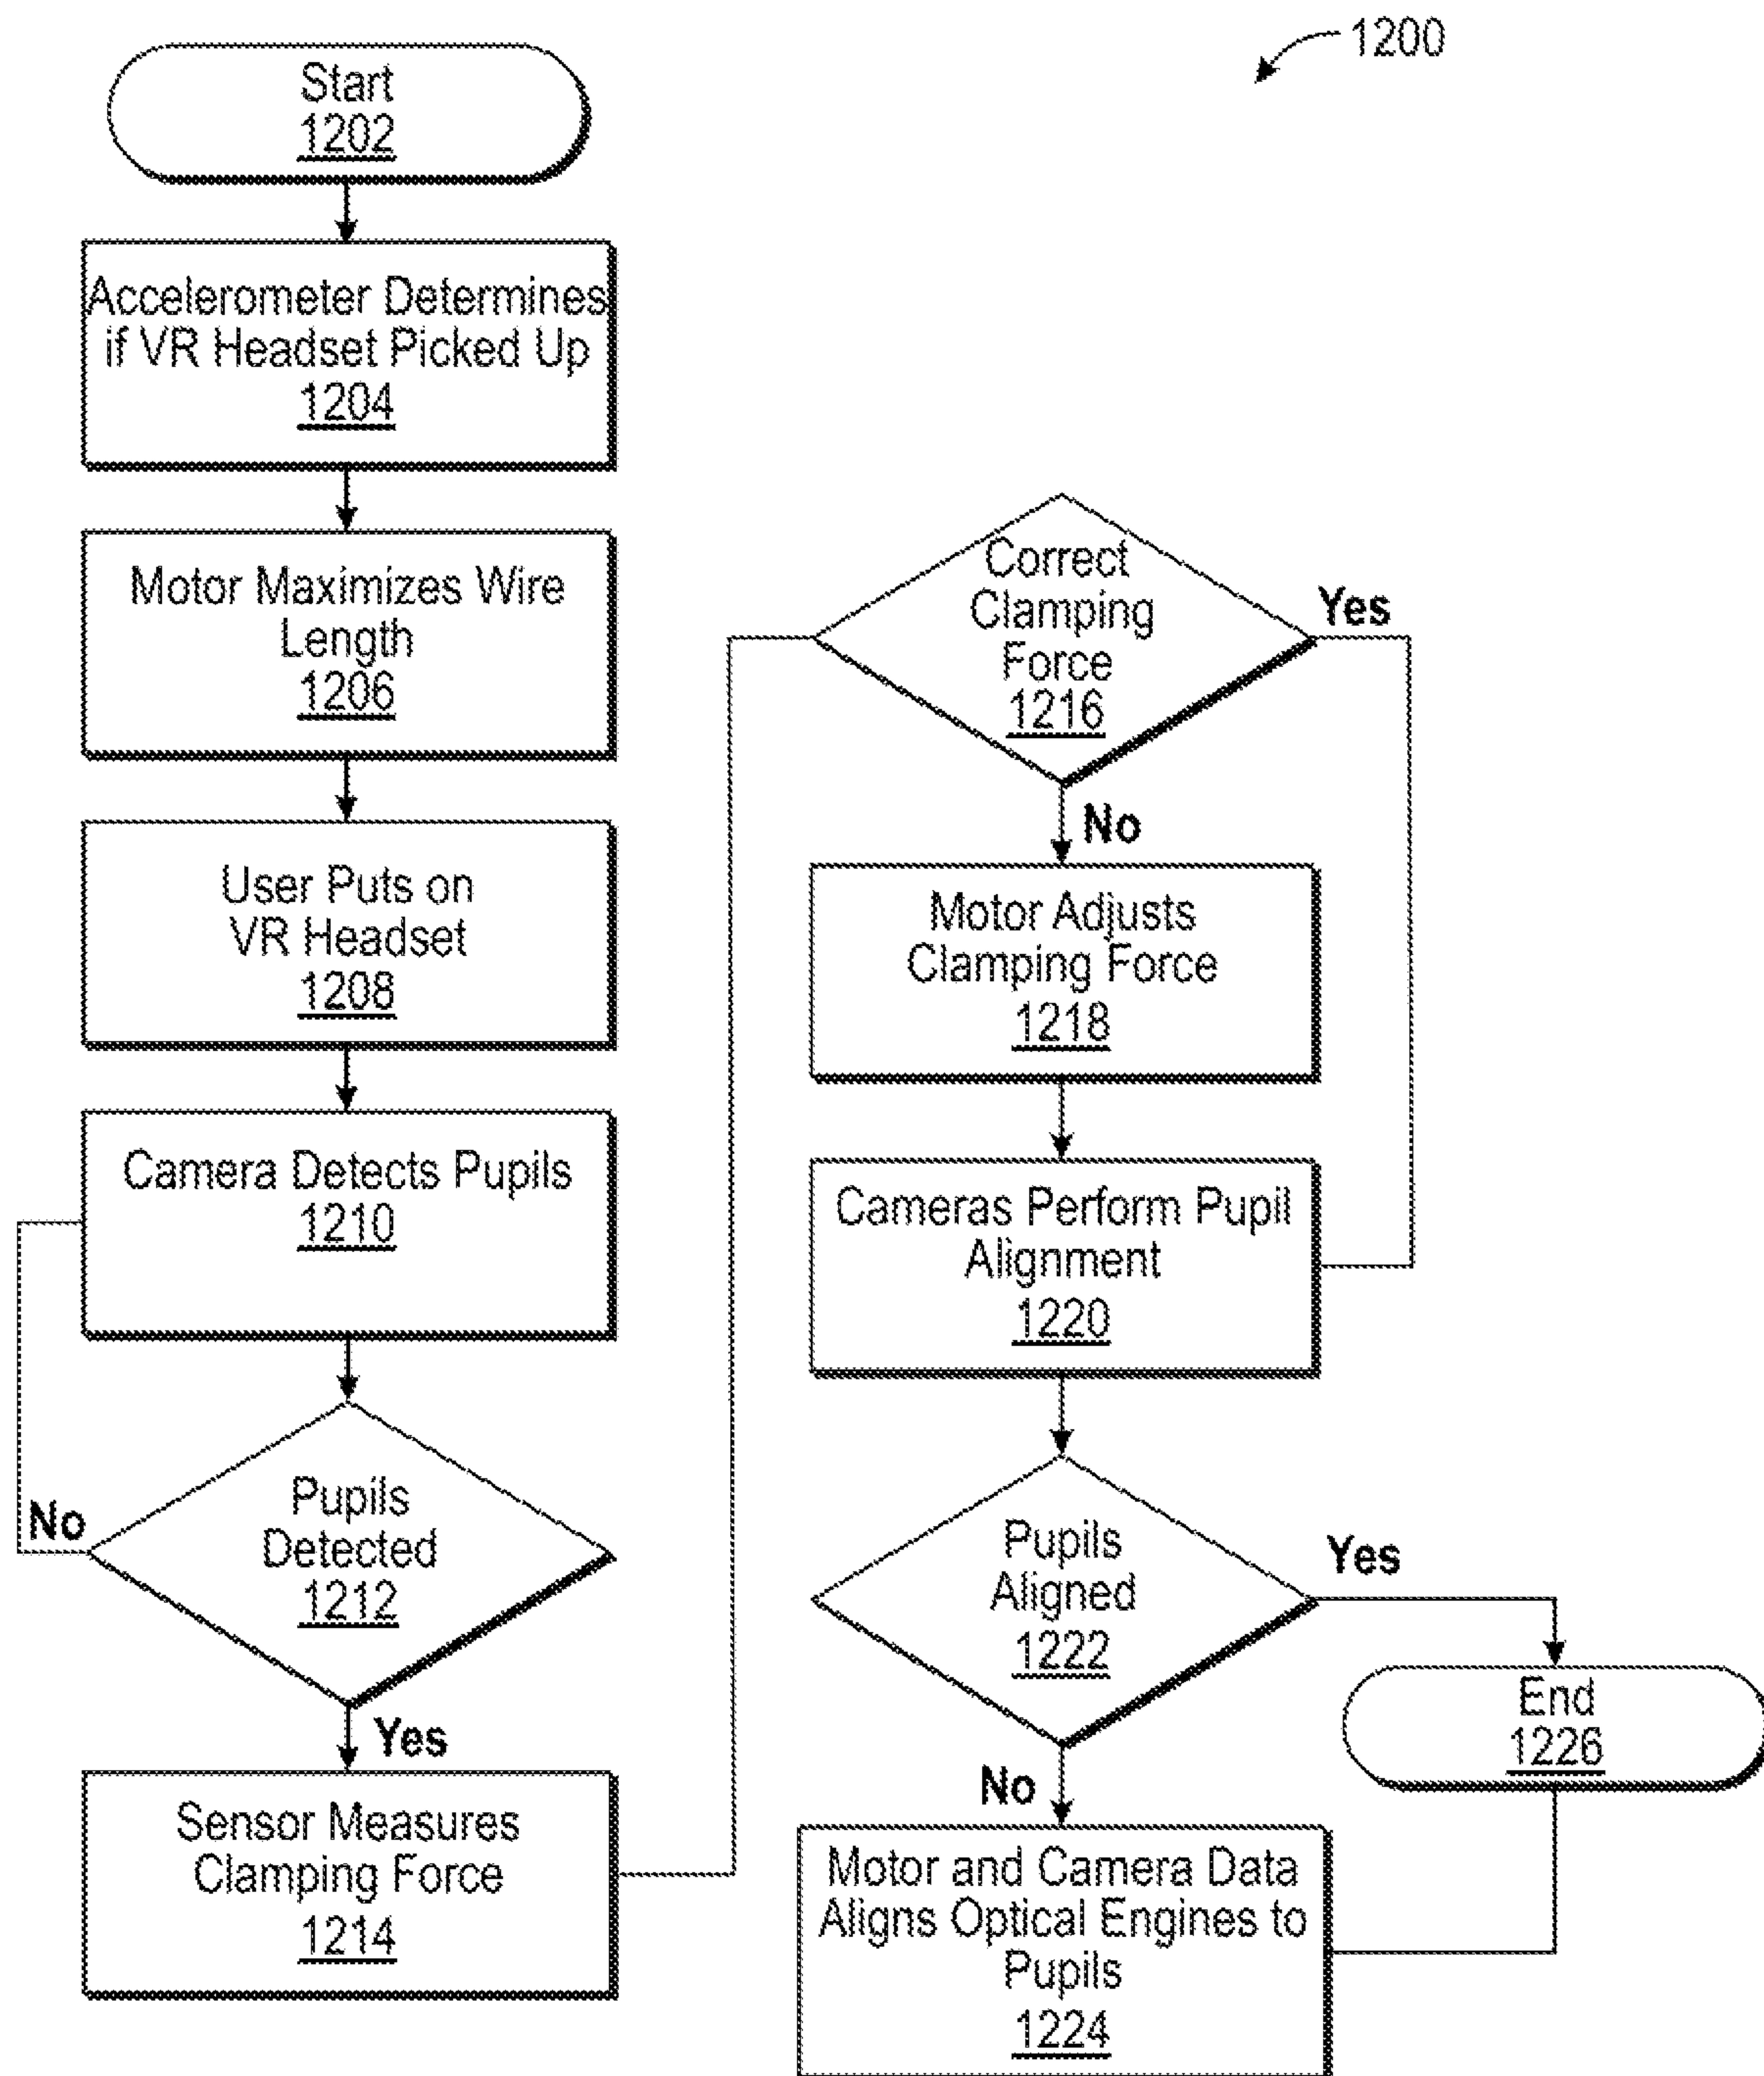 1200
Start
1202
Accelerometer Determines
if VR Headset Picked Up
1204
Motor Maximizes Wire
Length
1206
User Puts on
VR Headset
1208
Camera Detects Pupils
1210
No
Pupils
Detected
1212
Yes
Sensor Measures
Clamping Force
1214
Correct
Clamping
Force
1216
Yes
No
Motor Adjusts
Clamping Force
1218
Cameras Perform Pupil
Alignment
1220
Pupils
Aligned
1222
Yes
No
Motor and Camera Data
Aligns Optical Engines to
Pupils
1224
End
1226